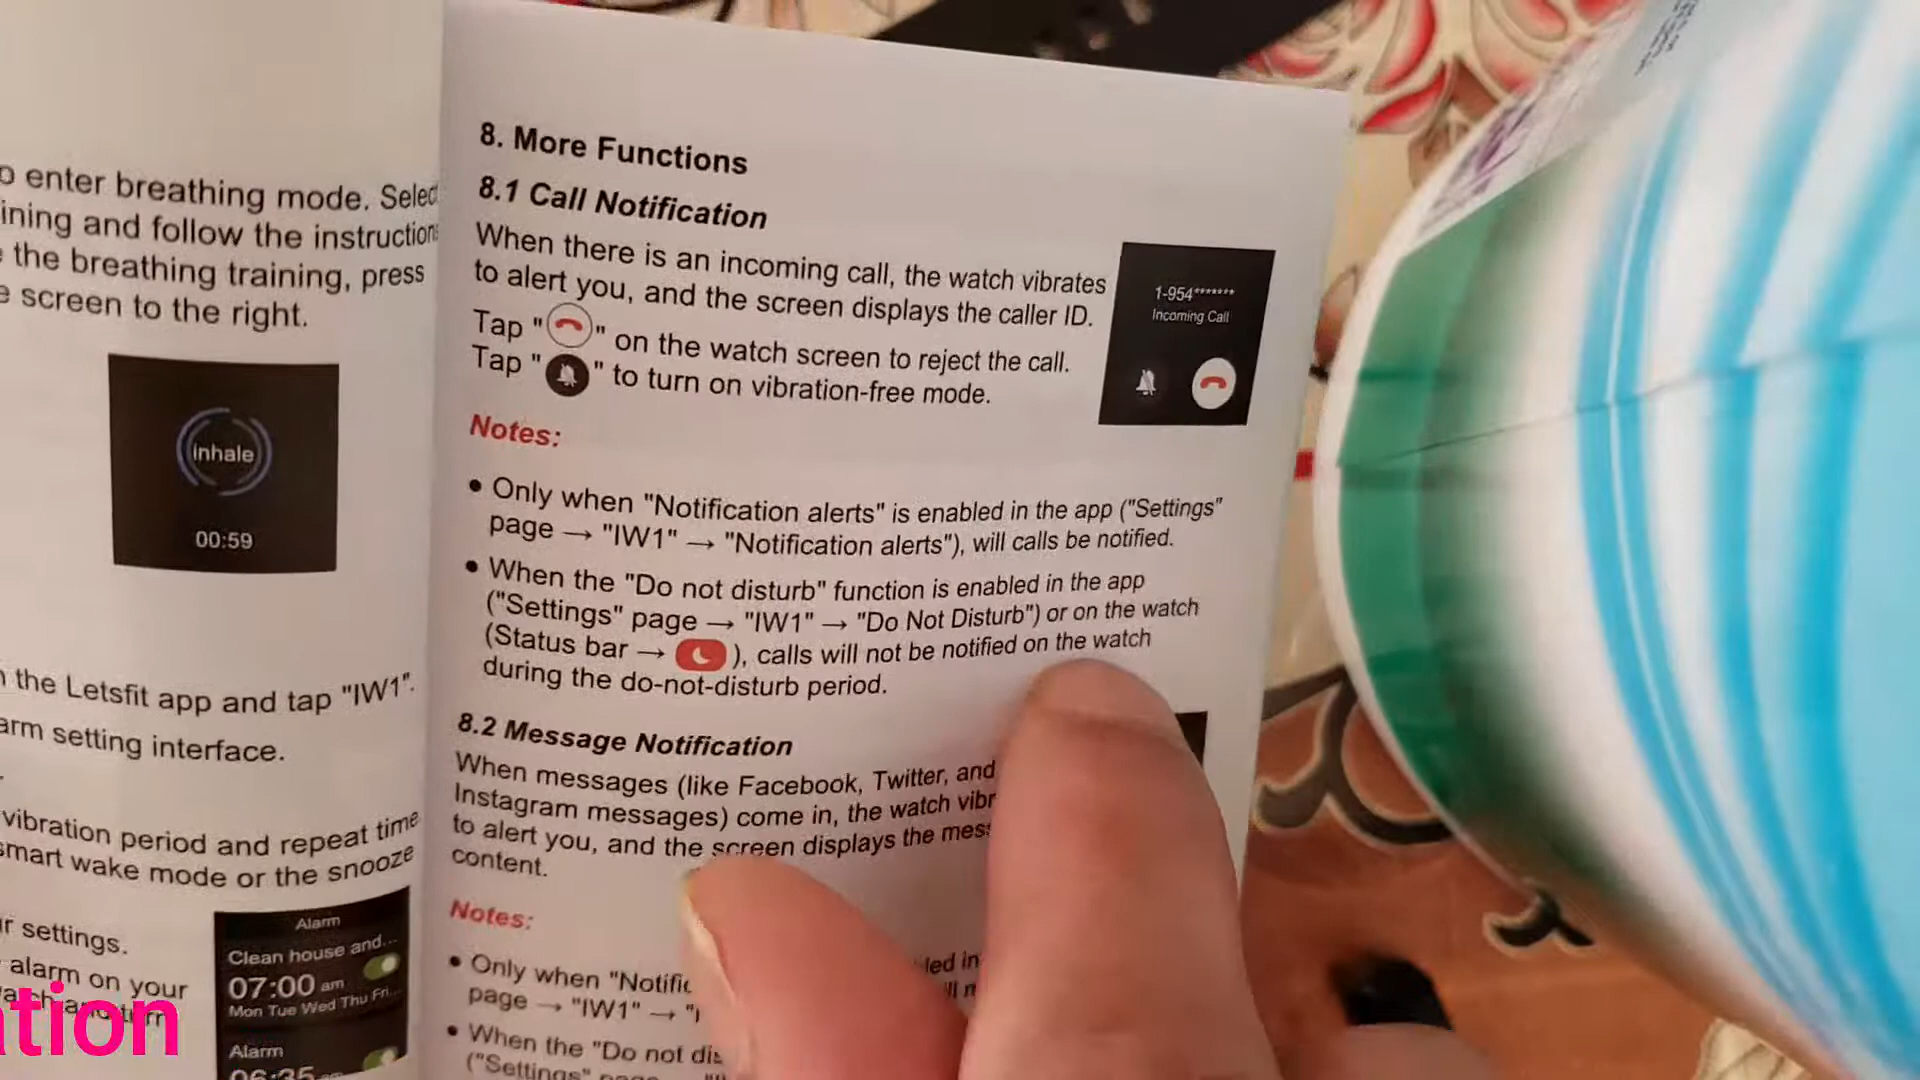 o enter breathing mode. Select
ining and follow the instructions
the breathing training, press
screen to the right.
inhale
00:59
the Letsfit app and tap "IW1".
arm setting interface.
vibration period and repeat time
smart wake mode or the snooze
r settings.
alarm on your
Alarm
Clean house and...
07:00 am
Mon Tue Wed Thu Fri...
Alarm
06:35
ation
8. More Functions
8.1 Call Notification
When there is an incoming call, the watch vibrates
to alert you, and the screen displays the caller ID.
Tap " " on the watch screen to reject the call.
Tap " " to turn on vibration-free mode.
1-954*******
Incoming Call
Notes:
• Only when "Notification alerts" is enabled in the app ("Settings"
page → "IW1" → "Notification alerts"), will calls be notified.
• When the "Do not disturb" function is enabled in the app
("Settings" page → "IW1" → "Do Not Disturb") or on the watch
(Status bar → ), calls will not be notified on the watch
during the do-not-disturb period.
8.2 Message Notification
When messages (like Facebook, Twitter, and
Instagram messages) come in, the watch vibr
to alert you, and the screen displays the mess
content.
Notes:
• Only when "Notific led in
page → "IW1" → "
• When the "Do not dis
("Settings"